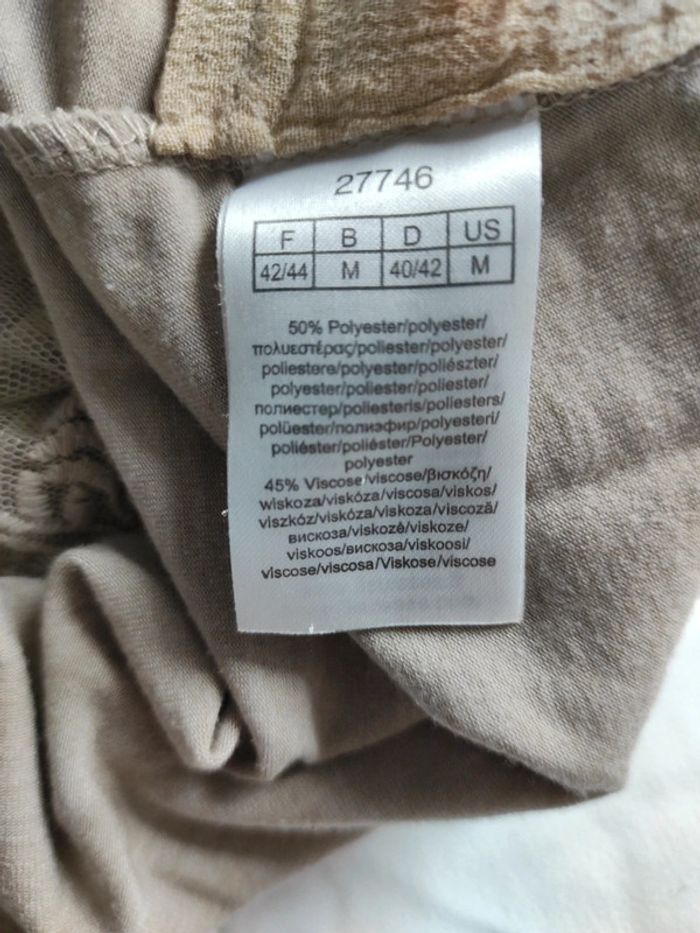 27746
F B D US
42/44 M 40/42 M
50% Polyester/polyester/
πολυεστέρας/poliester/polyester/
poliestere/polyester/poliészter/
polyester/poliester/poliester/
полиестер/poliesteris/poliesters/
polüester/полиэфир/polyesteri/
poliéster/poliéster/Polyester/
polyester
45% Viscose/viscose/βισκόζη/
wiskoza/viskóza/viscosa/viskos/
viszkóz/viskóza/viskoza/viscoză/
вискоза/viskozė/viskoze/
viskoos/вискоза/viskoosi/
viscose/viscosa/Viskose/viscose